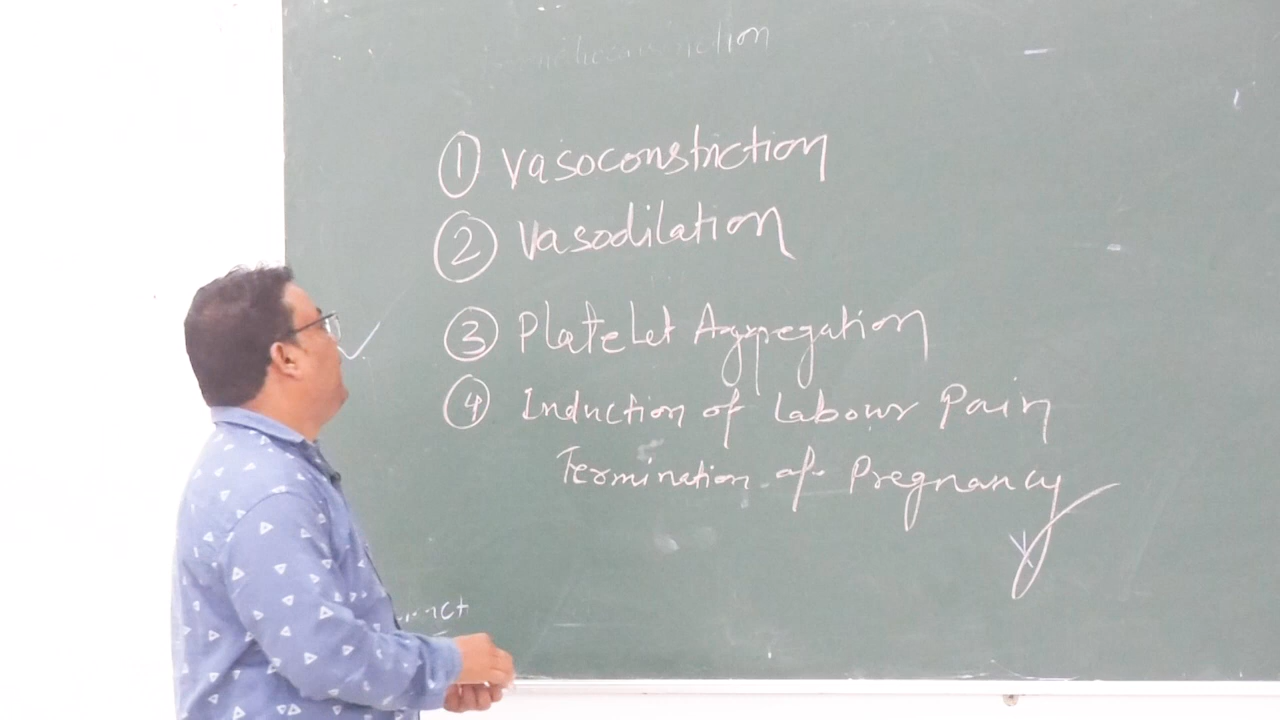 ① Vasoconstriction
② Vasodilation
③ Platelet Aggregation
④ Induction of Labour Pain
Termination of Pregnancy